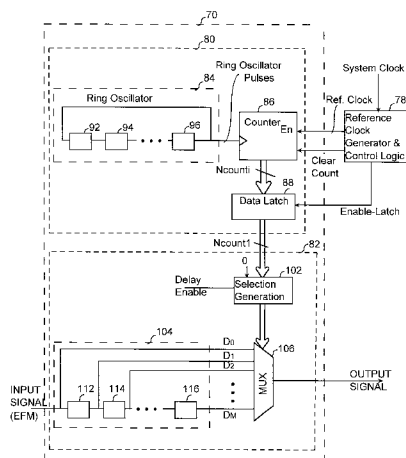 70
80
84
Ring Oscillator
Pulses
System Clock
Ring Oscillator
86
Counter
En
Ref. Clock
78
Reference
Clock
Generator &
Control Logic
92
94
96
Clear
Count
Ncounti
88
Data Latch
Enable-Latch
Ncount1
82
0
102
Delay
Enable
Selection
Generation
104
D0
D1
D2
DM
106
MUX
INPUT
SIGNAL
(EFM)
112
114
116
OUTPUT
SIGNAL